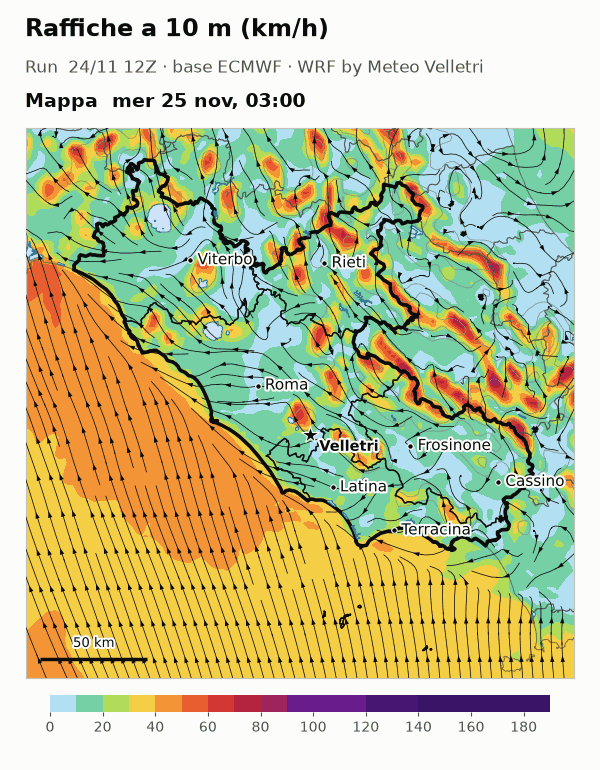 Raffiche a 10 m (km/h)
Run 24/11 12Z · base ECMWF · WRF by Meteo Velletri
Mappa mer 25 nov, 03:00
Viterbo
Rieti
Roma
Velletri
Frosinone
Latina
Cassino
Terracina
50 km
0 20 40 60 80 100 120 140 160 180